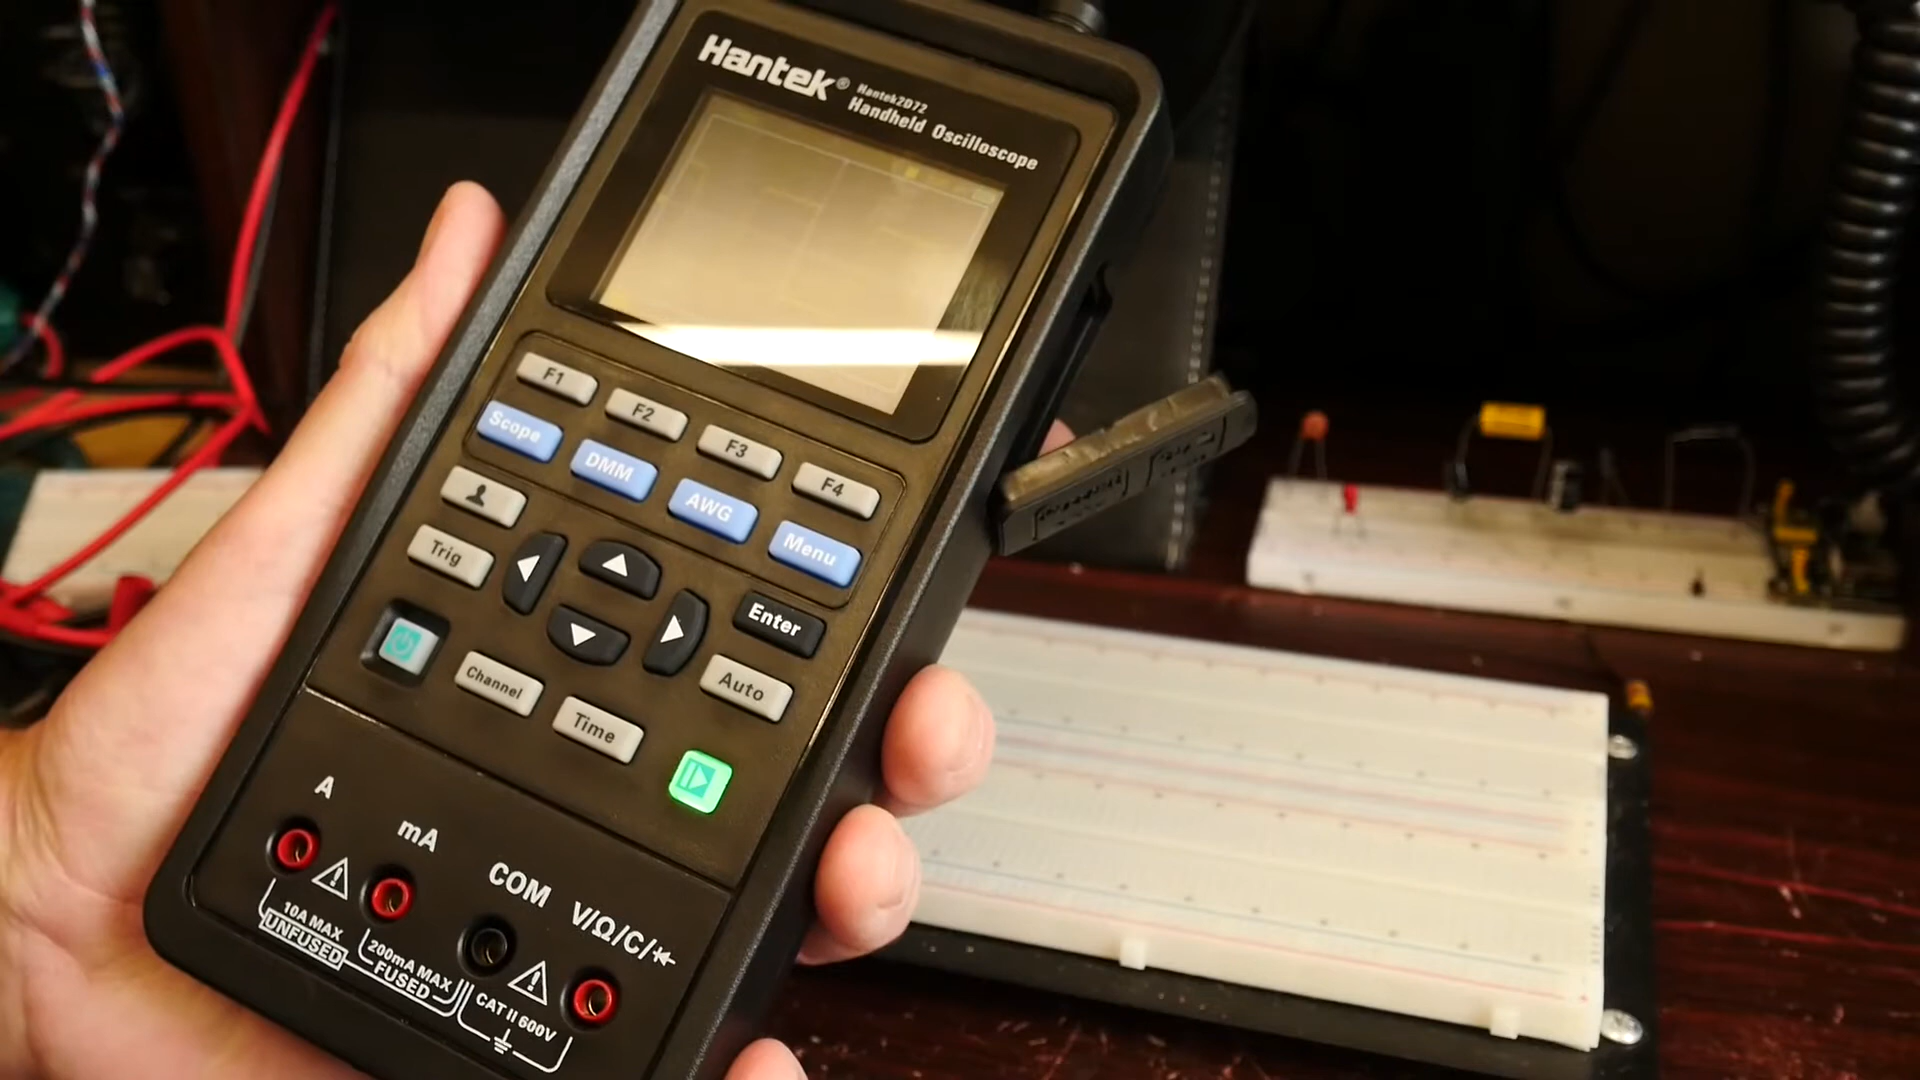 Hantek®
Hantek2D72
Handheld Oscilloscope
F1
F2
F3
F4
Scope
DMM
AWG
Menu
Trig
Enter
Channel
Time
Auto
A
mA
COM
V/Ω/C/
10A MAX
UNFUSED
200mA MAX
FUSED
CAT II 600V